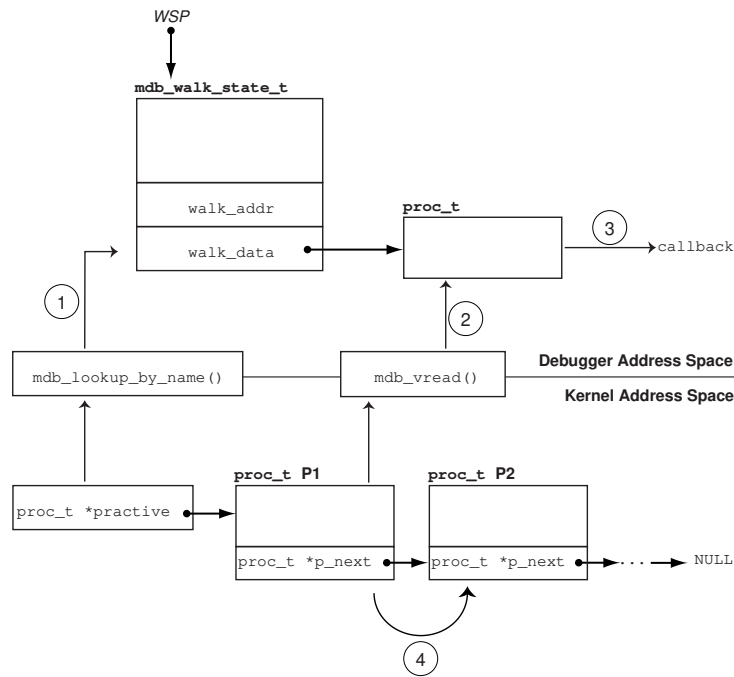 WSP
mdb_walk_state_t
walk_addr
proc_t
walk_data
3
callback
1
2
mdb_lookup_by_name()
mdb_vread()
Debugger Address Space
Kernel Address Space
proc_t P1
proc_t P2
proc_t *practive
proc_t *p_next
proc_t *p_next
... NULL
4